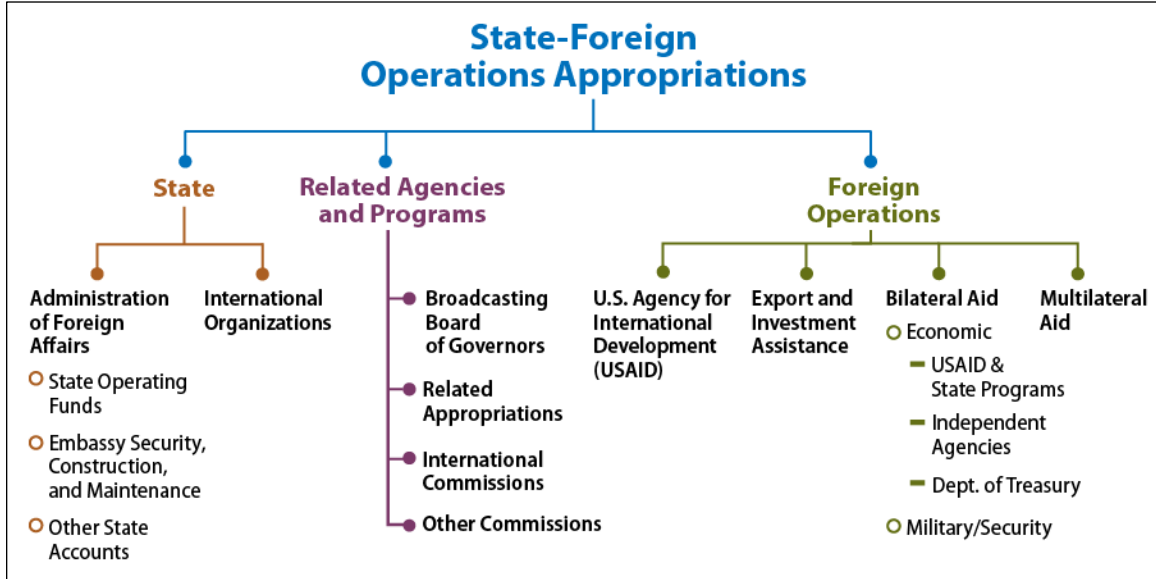 State-Foreign
Operations Appropriations
State
Related Agencies
and Programs
Foreign
Operations
Administration
of Foreign
Affairs
State Operating
Funds
Embassy Security,
Construction,
and Maintenance
Other State
Accounts
International
Organizations
Broadcasting
Board
of Governors
Related
Appropriations
International
Commissions
Other Commissions
U.S. Agency for
International
Development
(USAID)
Export and
Investment
Assistance
Bilateral Aid
Economic
USAID &
State Programs
Independent
Agencies
Dept. of Treasury
Military/Security
Multilateral
Aid